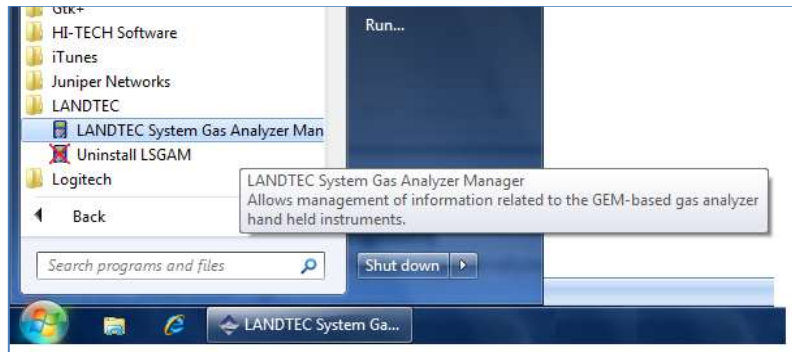 Gtk+
HI-TECH Software
iTunes
Juniper Networks
LANDTEC
LANDTEC System Gas Analyzer Man
Uninstall LSGAM
Logitech
Back
Search programs and files
Run...
LANDTEC System Gas Analyzer Manager
Allows management of information related to the GEM-based gas analyzer
hand held instruments.
Shut down
LANDTEC System Ga...